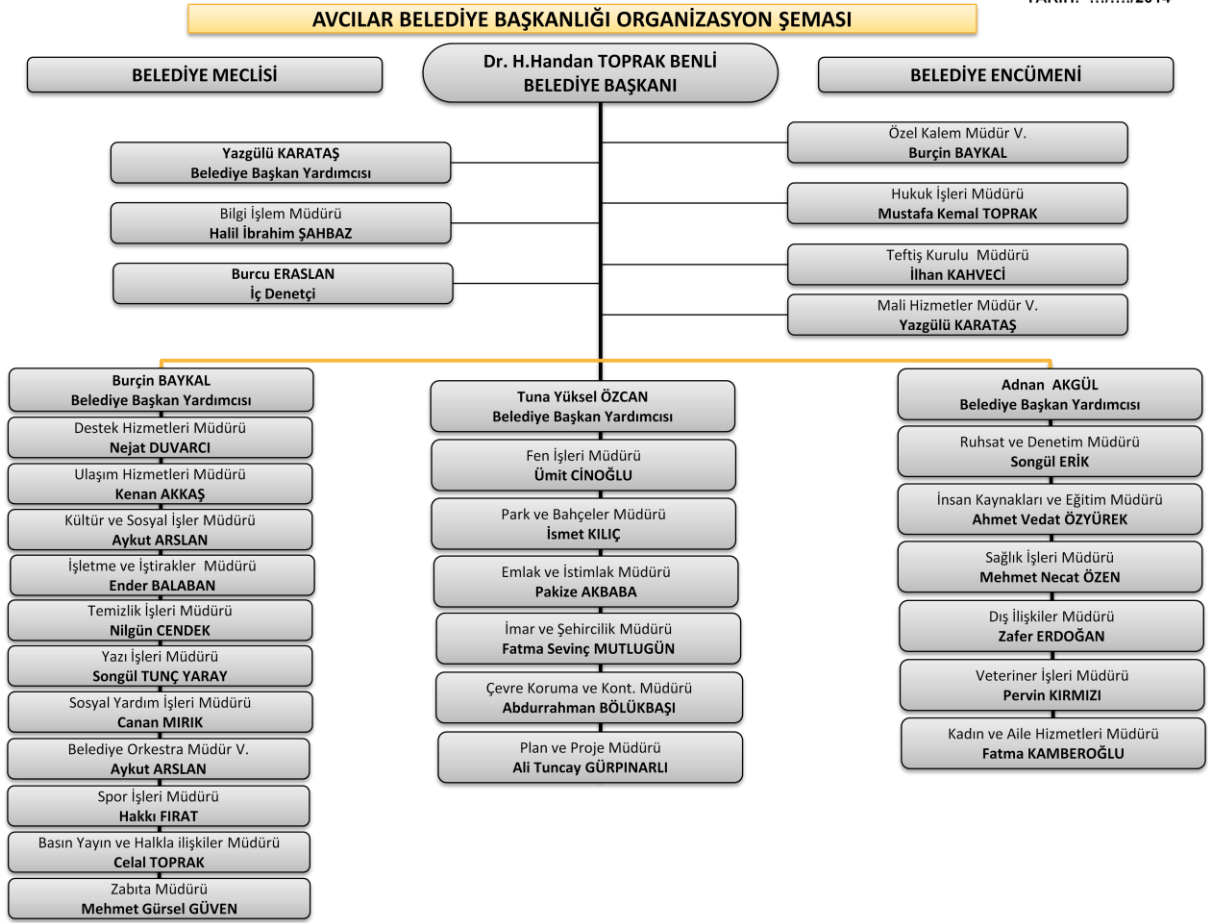 2014
AVCILAR BELEDİYE BAŞKANLIĞI ORGANİZASYON ŞEMASI
BELEDİYE MECLİSİ
Dr. H.Handan TOPRAK BENLİ
BELEDİYE BAŞKANI
BELEDİYE ENCÜMENİ
Yazgülü KARATAŞ
Belediye Başkan Yardımcısı
Bilgi İşlem Müdürü
Halil İbrahim ŞAHBAZ
Burcu ERASLAN
İç Denetçi
Özel Kalem Müdür V.
Burçin BAYKAL
Hukuk İşleri Müdürü
Mustafa Kemal TOPRAK
Teftiş Kurulu Müdürü
İlhan KAHVECİ
Mali Hizmetler Müdür V.
Yazgülü KARATAŞ
Burçin BAYKAL
Belediye Başkan Yardımcısı
Destek Hizmetleri Müdürü
Nejat DUVARCI
Ulaşım Hizmetleri Müdürü
Kenan AKKAŞ
Kültür ve Sosyal İşler Müdürü
Aykut ARSLAN
İşletme ve İştirakler Müdürü
Ender BALABAN
Temizlik İşleri Müdürü
Nilgün CENDEK
Yazı İşleri Müdürü
Songül TUNÇ YARAY
Sosyal Yardım İşleri Müdürü
Canan MIRIK
Belediye Orkestra Müdür V.
Aykut ARSLAN
Spor İşleri Müdürü
Hakkı FIRAT
Basın Yayın ve Halkla ilişkiler Müdürü
Celal TOPRAK
Zabıta Müdürü
Mehmet Gürsel GÜVEN
Tuna Yüksel ÖZCAN
Belediye Başkan Yardımcısı
Fen İşleri Müdürü
Ümit CİNOĞLU
Park ve Bahçeler Müdürü
İsmet KILIÇ
Emlak ve İstimlak Müdürü
Pakize AKBABA
İmar ve Şehircilik Müdürü
Fatma Sevinç MUTLUGÜN
Çevre Koruma ve Kont. Müdürü
Abdurrahman BÖLÜKBAŞI
Plan ve Proje Müdürü
Ali Tuncay GÜRPINARLI
Adnan AKGÜL
Belediye Başkan Yardımcısı
Ruhsat ve Denetim Müdürü
Songül ERİK
İnsan Kaynakları ve Eğitim Müdürü
Ahmet Vedat ÖZYÜREK
Sağlık İşleri Müdürü
Mehmet Necat ÖZEN
Dış İlişkiler Müdürü
Zafer ERDOĞAN
Veteriner İşleri Müdürü
Pervin KIRMIZI
Kadın ve Aile Hizmetleri Müdürü
Fatma KAMBEROĞLU